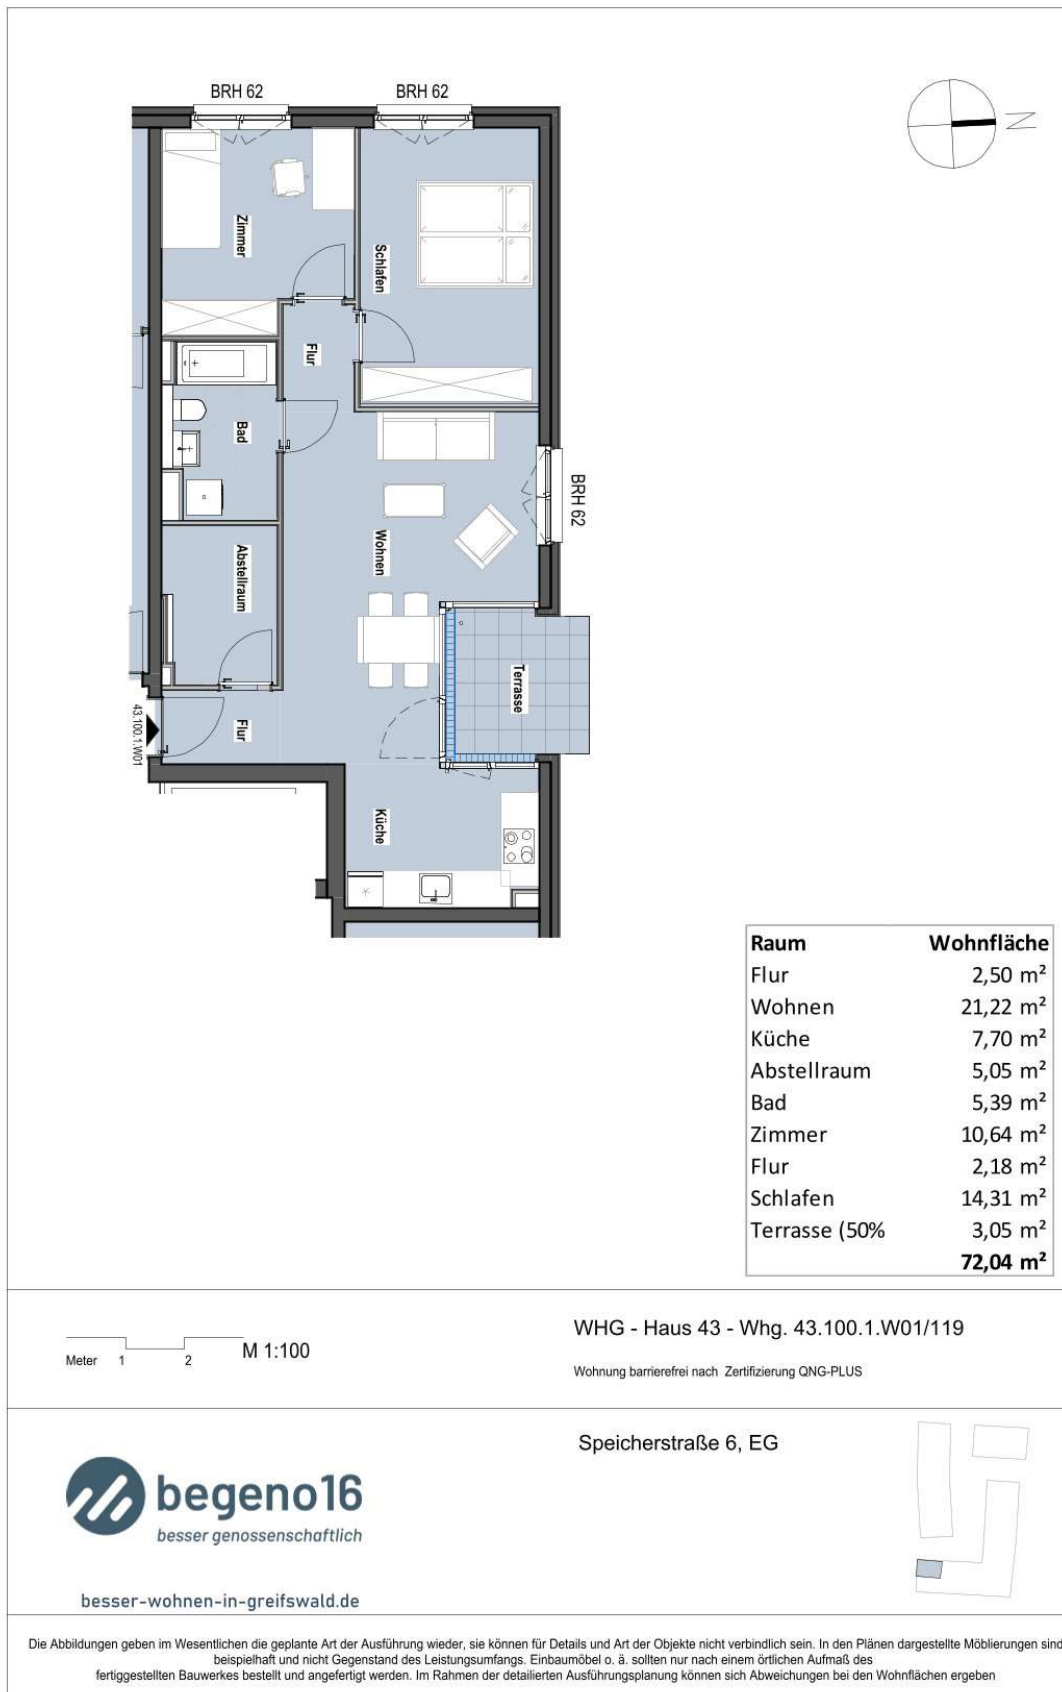 BRH 62
BRH 62
N
Zimmer
Schlafen
Flur
Bad
BRH 62
Wohnen
Abstellraum
Terrasse
Flur
43.100.1.W01
Küche
Raum Wohnfläche
Flur 2,50 m²
Wohnen 21,22 m²
Küche 7,70 m²
Abstellraum 5,05 m²
Bad 5,39 m²
Zimmer 10,64 m²
Flur 2,18 m²
Schlafen 14,31 m²
Terrasse (50% 3,05 m²
72,04 m²
Meter 1 2 M 1:100
WHG - Haus 43 - Whg. 43.100.1.W01/119
Wohnung barrierefrei nach Zertifizierung QNG-PLUS
Speicherstraße 6, EG
begeno16
besser genossenschaftlich
besser-wohnen-in-greifswald.de
Die Abbildungen geben im Wesentlichen die geplante Art der Ausführung wieder, sie können für Details und Art der Objekte nicht verbindlich sein. In den Plänen dargestellte Möblierungen sind
beispielhaft und nicht Gegenstand des Leistungsumfangs. Einbaumöbel o. ä. sollten nur nach einem örtlichen Aufmaß des
fertiggestellten Bauwerkes bestellt und angefertigt werden. Im Rahmen der detailierten Ausführungsplanung können sich Abweichungen bei den Wohnflächen ergeben